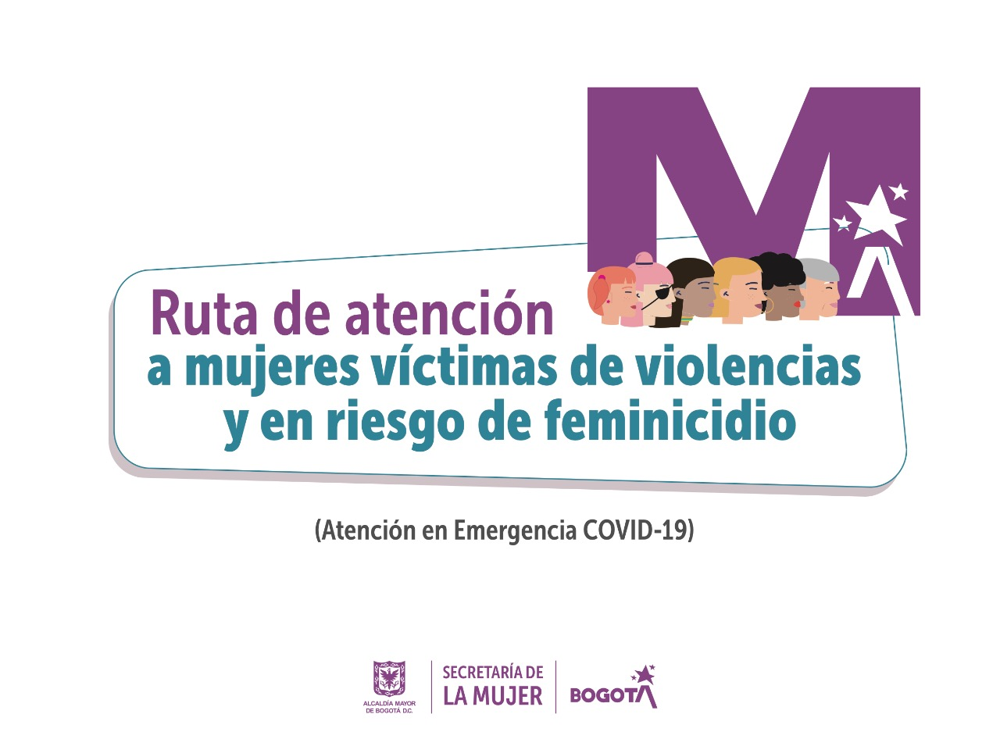 M
Ruta de atención
a mujeres víctimas de violencias
y en riesgo de feminicidio
(Atención en Emergencia COVID-19)
ALCALDÍA MAYOR
DE BOGOTÁ D.C.
SECRETARÍA DE
LA MUJER
BOGOTÁ